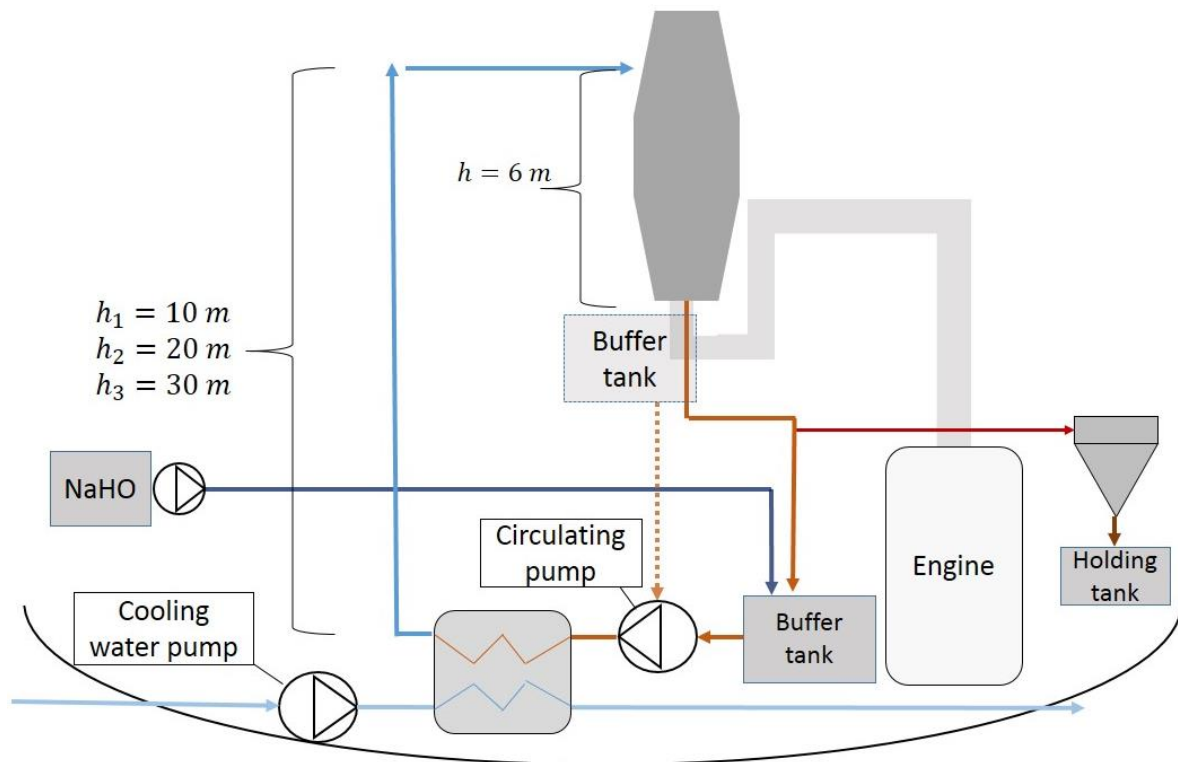 h = 6 m
h₁ = 10 m
h₂ = 20 m
h₃ = 30 m
Buffer
tank
NaHO
Circulating
pump
Cooling
water pump
Buffer
tank
Engine
Holding
tank